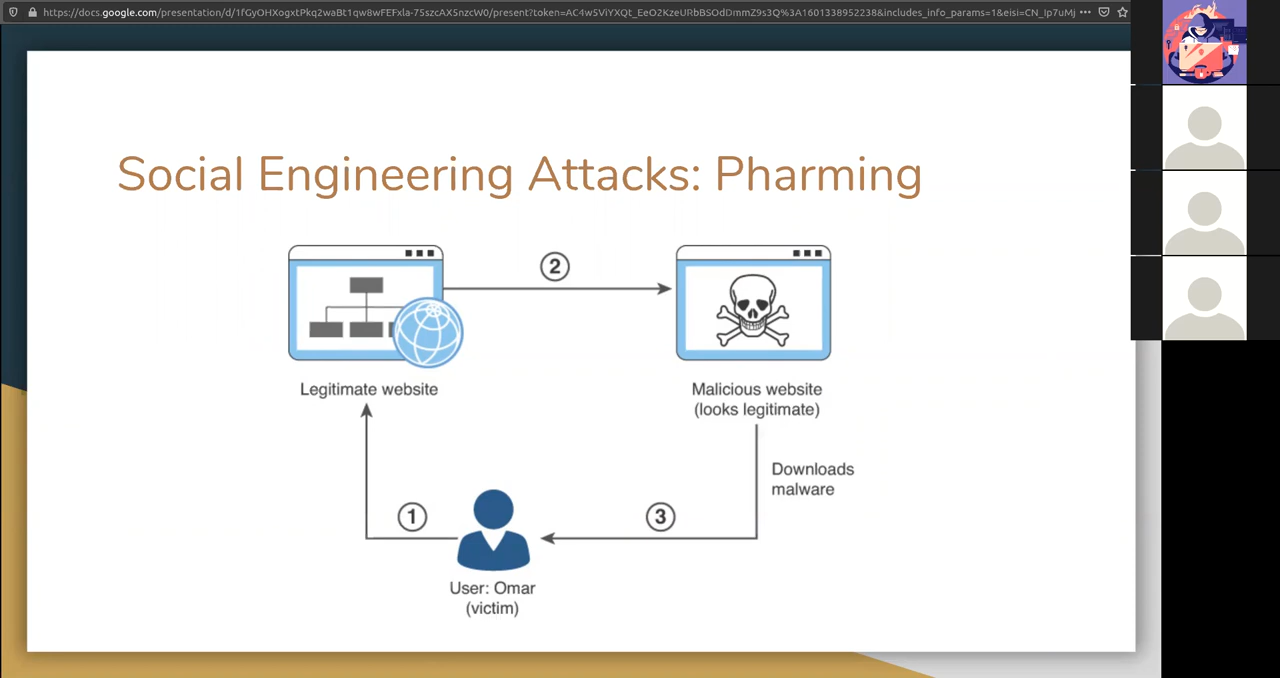 https://docs.google.com/presentation/d/1fGyOHXogxtPkq2waBt1qw8wFEFxla-75szcAX5nzcW0/present?token=AC4w5ViYXQt_EeO2KzeURbBSOdDmmZ9s3Q%3A1601338952238&includes_info_params=1&eisi=CN_Ip7uMj
Social Engineering Attacks: Pharming
2
Legitimate website
Malicious website
(looks legitimate)
Downloads
malware
1
3
User: Omar
(victim)